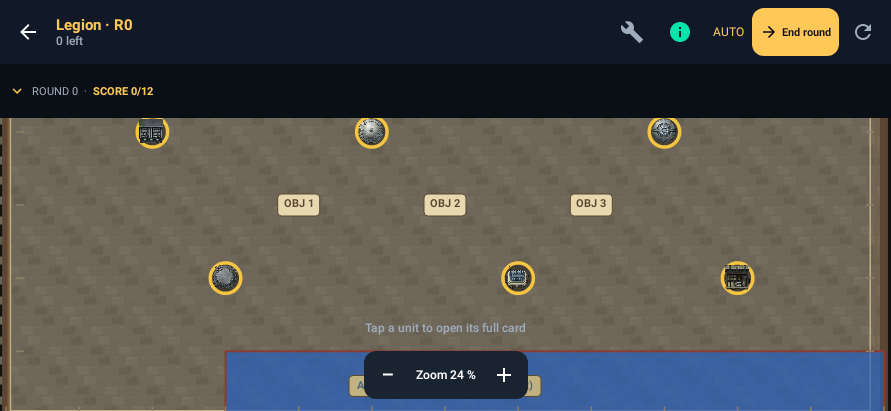 Legion · R0
0 left
AUTO
End round
ROUND 0 · SCORE 0/12
OBJ 1
OBJ 2
OBJ 3
Tap a unit to open its full card
Zoom 24 %